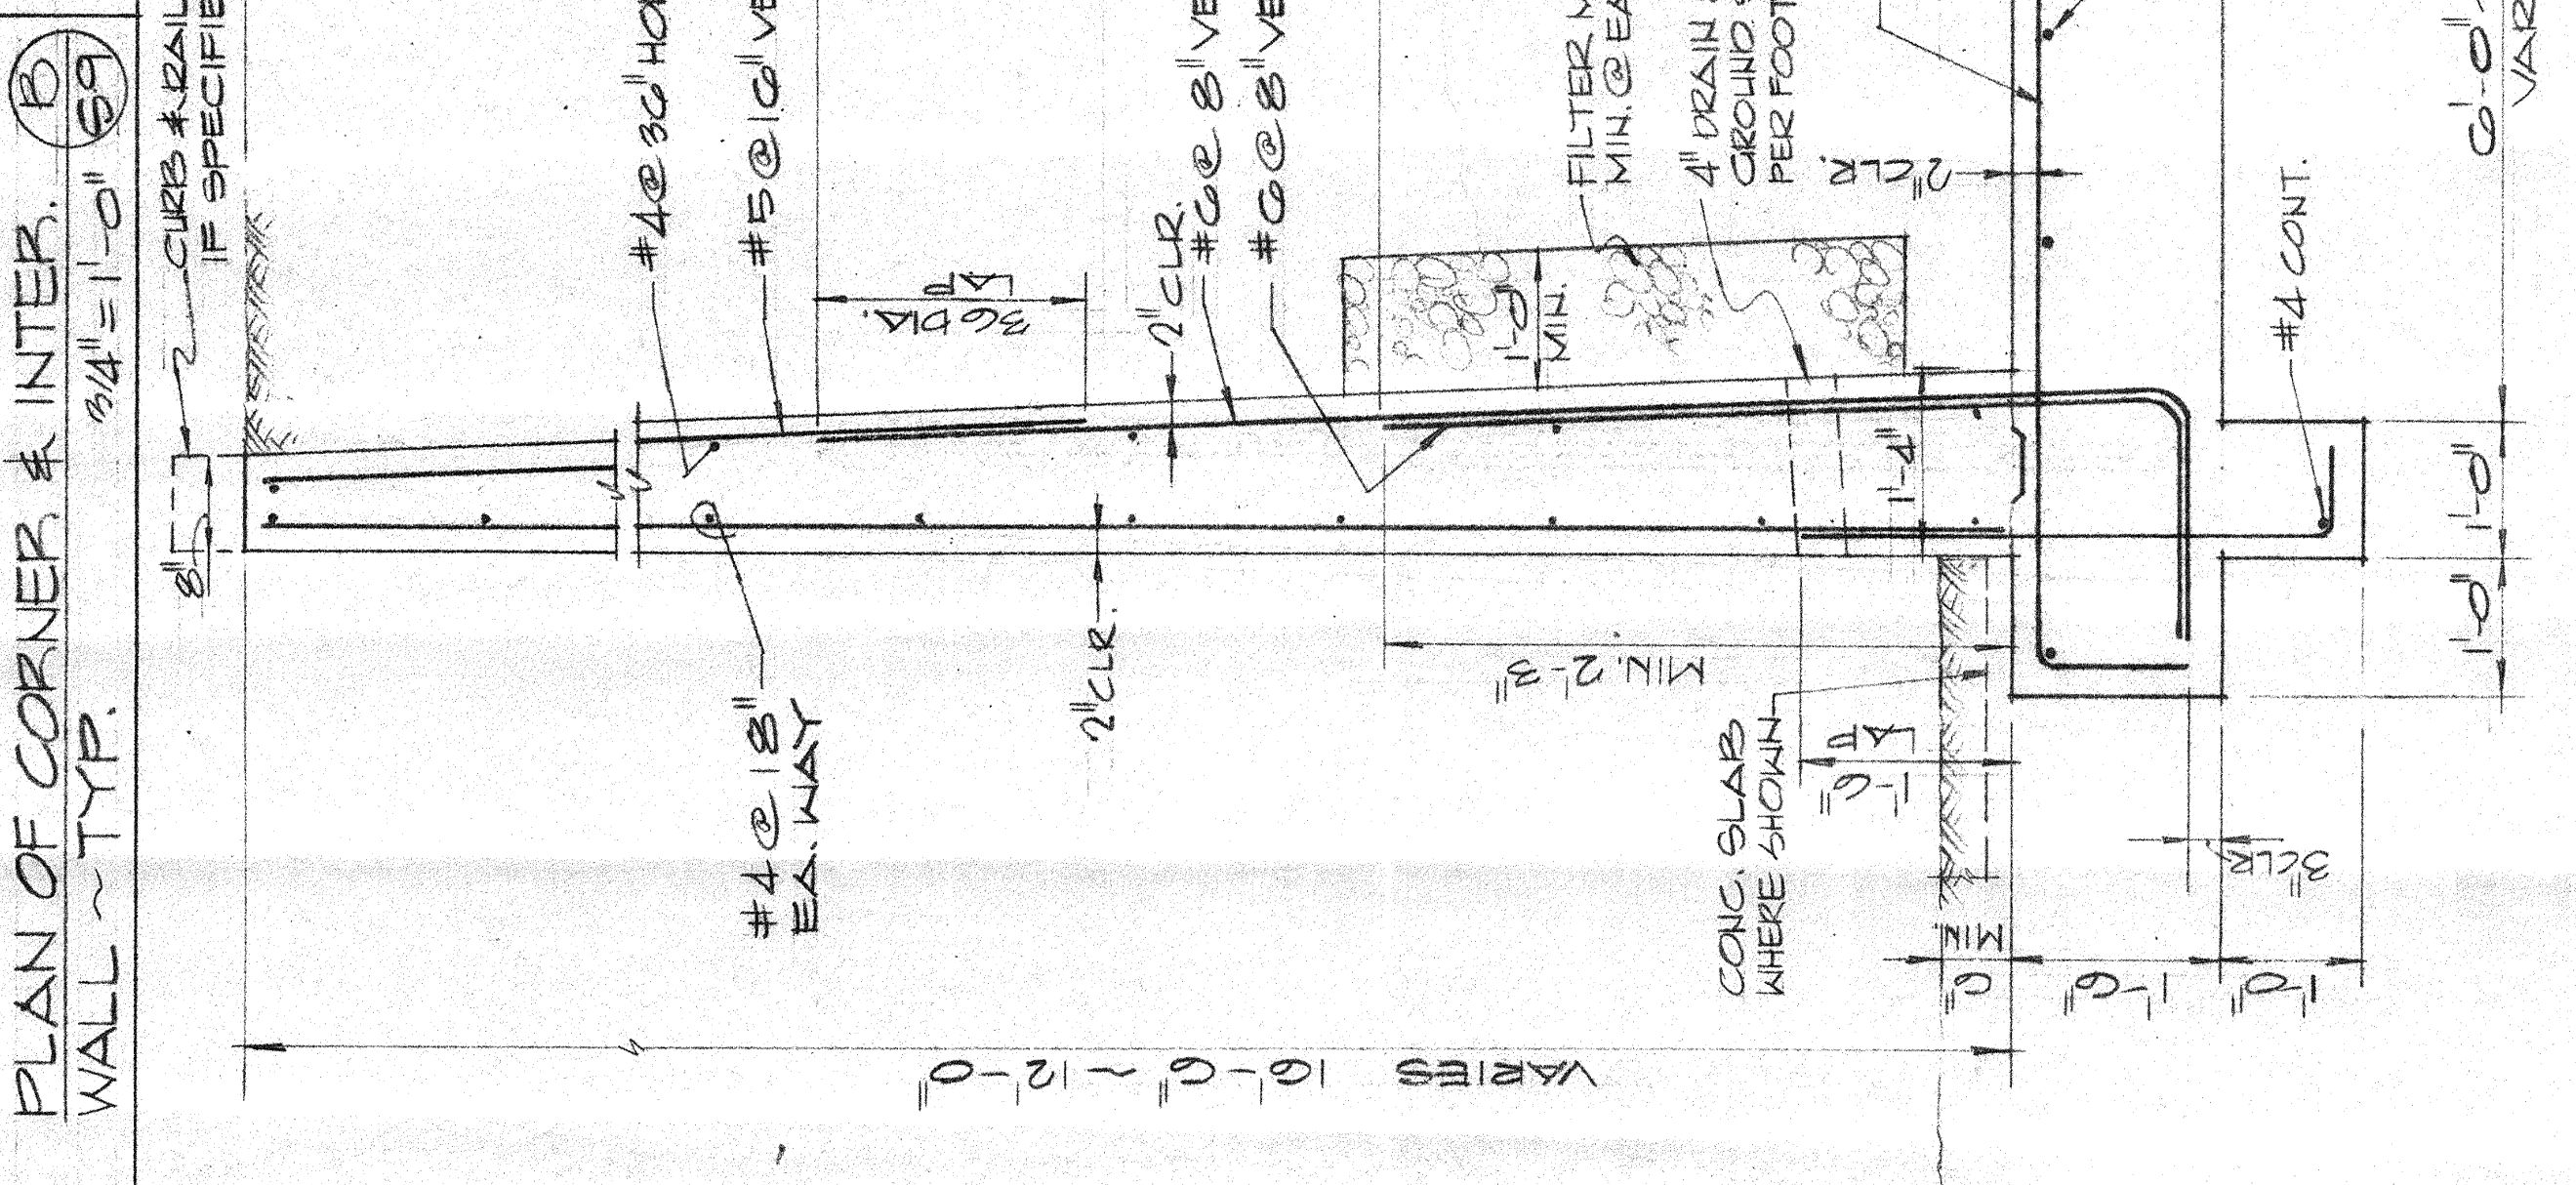 PLAN OF CORNER & INTER.
WALL ~ TYP.
3/4" = 1'-0"
B
S9
CURB & RAIL
IF SPECIFIE
8"
#4@36" HOR
#5@16" VE
36 DIA.
LAP
2" CLR.
#6@ 8" VE
#6@8" VE
FILTER M
MIN. @ EA
4" DRAIN
GROUND
PER FOOT
1'-0"
MIN.
2" CLR.
1'-4"
#4 CONT.
6'-0"
VAR
1'-0"
1'-0"
#4@ 18"
EA. WAY
2" CLR.
MIN. 2'-3"
CONC. SLAB
WHERE SHOWN
1'-6"
LAP
3" CLR.
6"
MIN
1'-6"
1'-0"
VARIES 16'-6" ~ 12'-0"